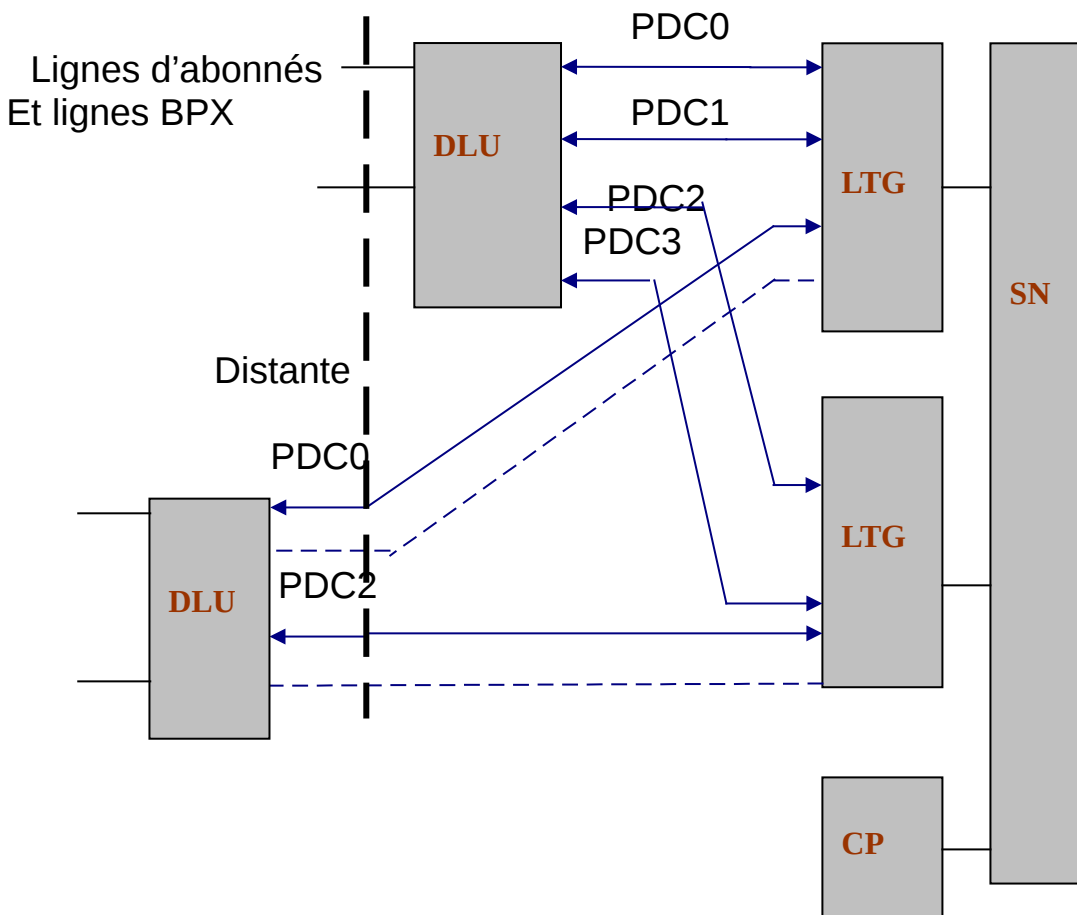 PDC0
Lignes d’abonnés
Et lignes BPX
PDC1
DLU
LTG
PDC2
PDC3
SN
Distante
PDC0
LTG
PDC2
DLU
CP